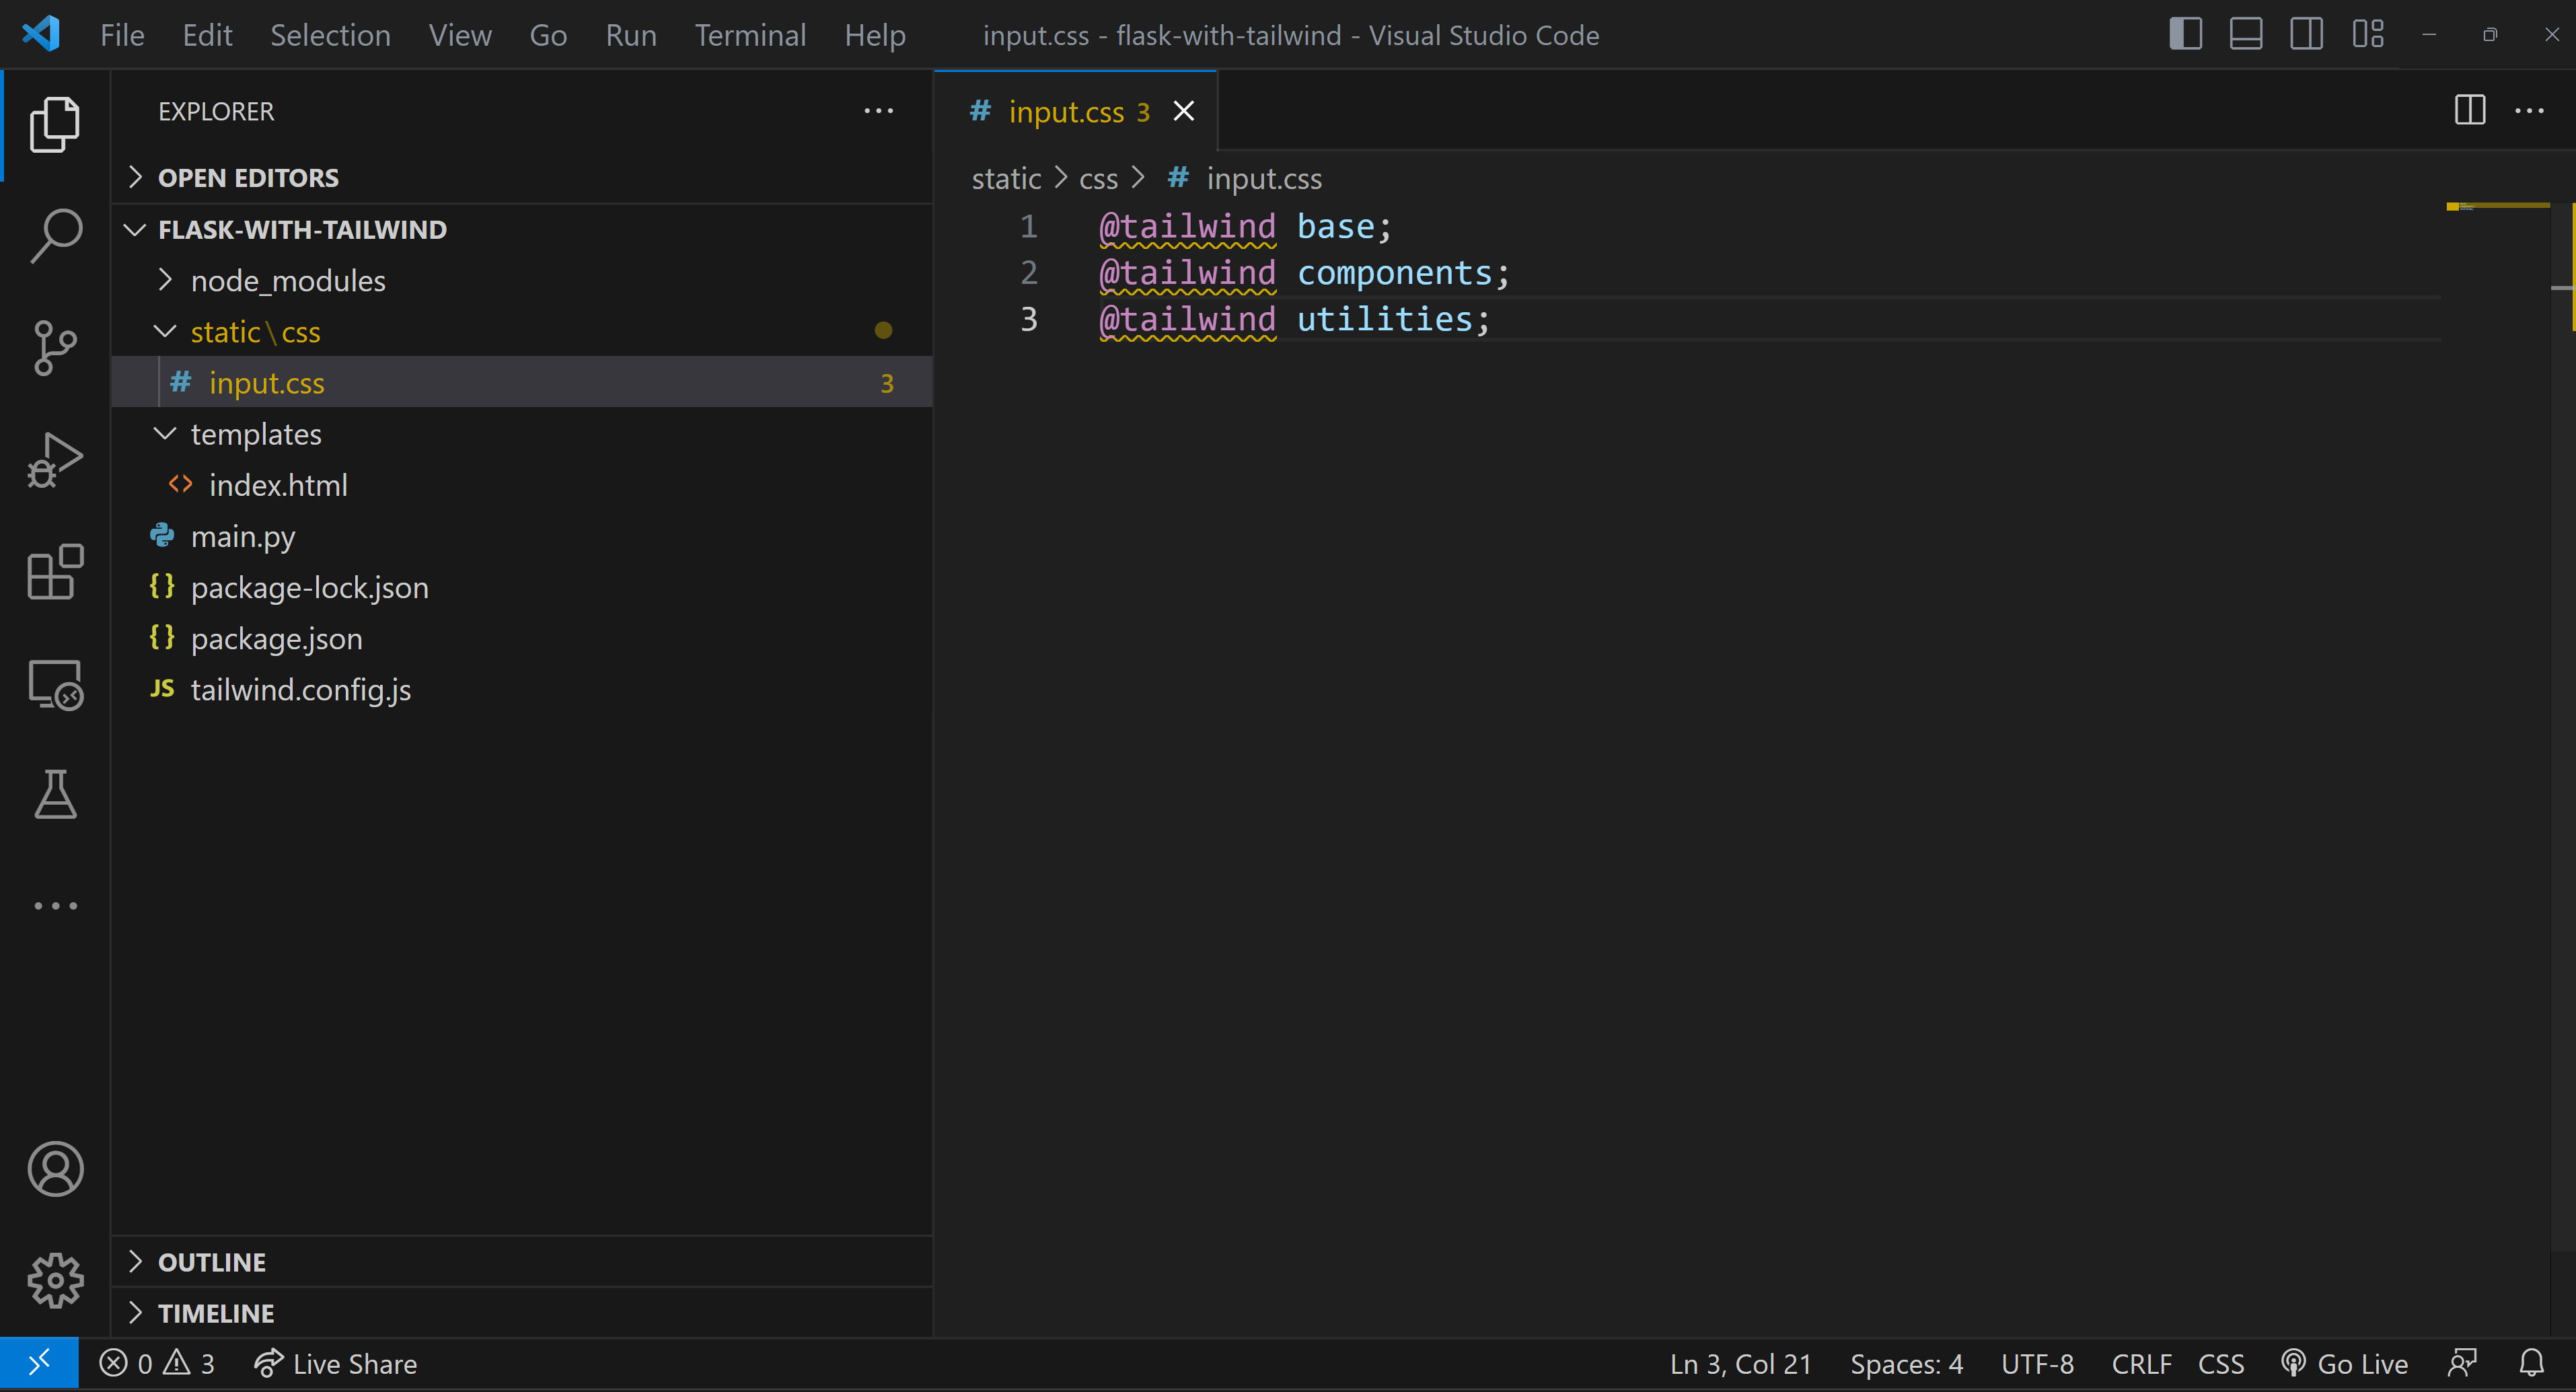 File Edit Selection View Go Run Terminal Help input.css - flask-with-tailwind - Visual Studio Code
EXPLORER
OPEN EDITORS
FLASK-WITH-TAILWIND
node_modules
static\css
# input.css 3
templates
<> index.html
main.py
{} package-lock.json
{} package.json
JS tailwind.config.js
OUTLINE
TIMELINE
# input.css 3
static > css > # input.css
1 @tailwind base;
2 @tailwind components;
3 @tailwind utilities;
0 3 Live Share Ln 3, Col 21 Spaces: 4 UTF-8 CRLF CSS Go Live